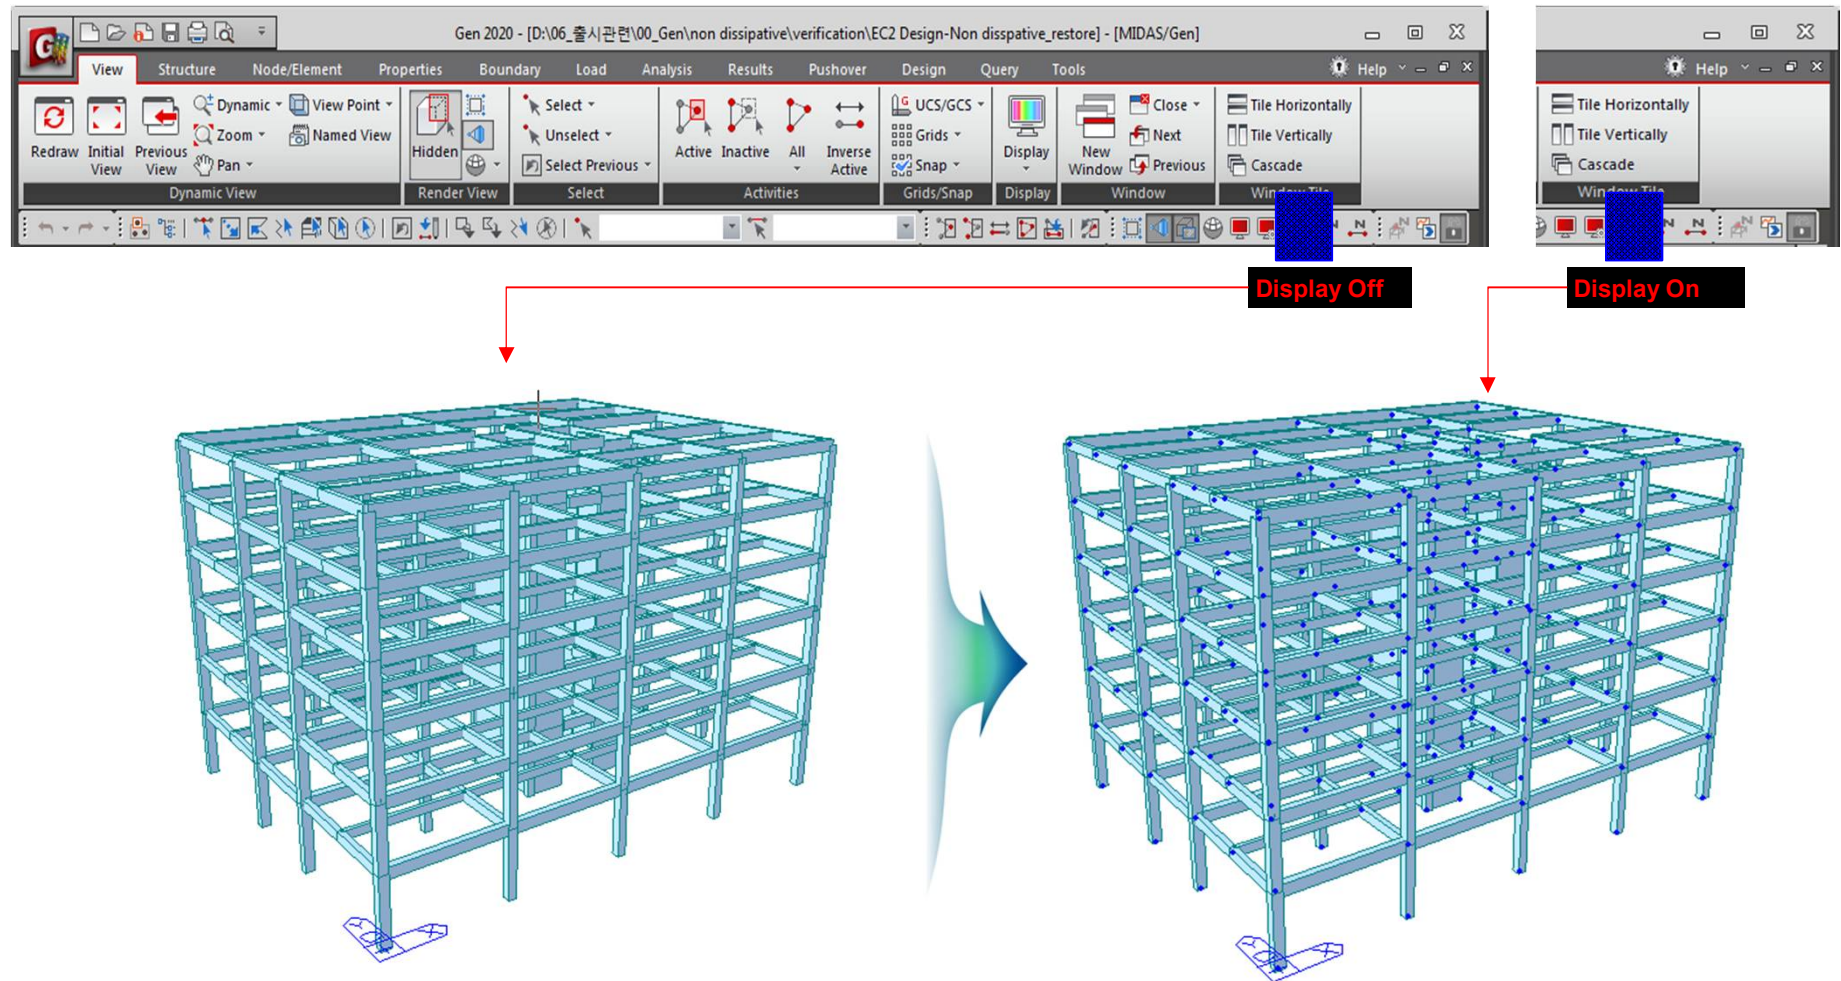 Gen 2020 - [D:\06_출시관련\00_Gen\non dissipative\verification\EC2 Design-Non disspative_restore] - [MIDAS/Gen]
View Structure Node/Element Properties Boundary Load Analysis Results Pushover Design Query Tools Help
Redraw
Initial View
Previous View
Dynamic
Zoom
Pan
View Point
Named View
Dynamic View
Hidden
Render View
Select
Unselect
Select Previous
Select
Active
Inactive
All
Inverse Active
Activities
UCS/GCS
Grids
Snap
Grids/Snap
Display
Display
New Window
Close
Next
Previous
Window
Tile Horizontally
Tile Vertically
Cascade
Window Tile
Help
Tile Horizontally
Tile Vertically
Cascade
Window Tile
Display Off
Display On
Y X
Y X